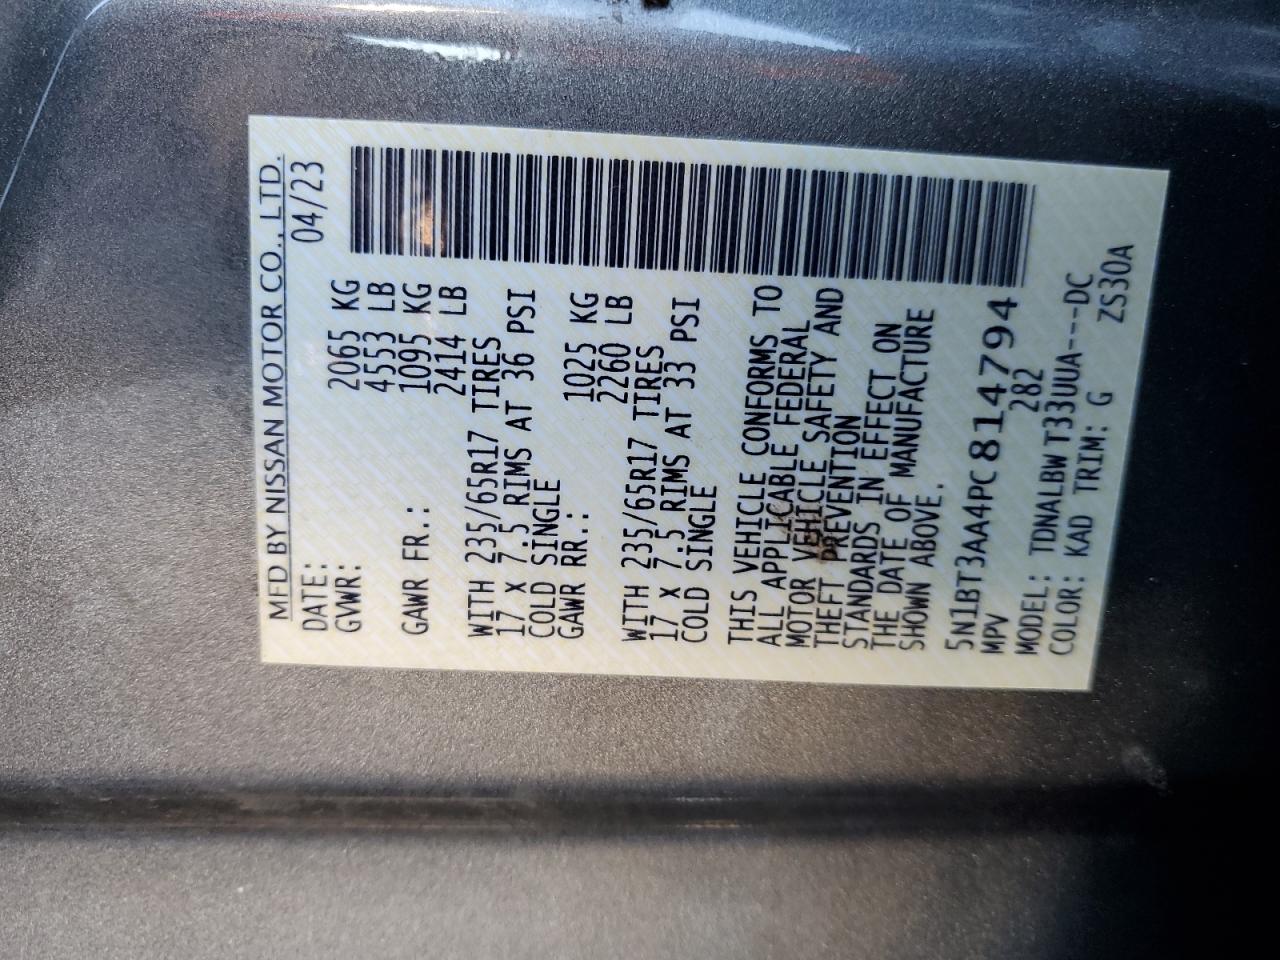 MFD BY NISSAN MOTOR CO., LTD.
DATE: 04/23
GVWR: 2065 KG
4553 LB
GAWR FR.: 1095 KG
2414 LB
WITH 235/65R17 TIRES
17 X 7.5 RIMS AT 36 PSI
COLD SINGLE
GAWR RR.: 1025 KG
2260 LB
WITH 235/65R17 TIRES
17 X 7.5 RIMS AT 33 PSI
COLD SINGLE
THIS VEHICLE CONFORMS TO
ALL APPLICABLE FEDERAL
MOTOR VEHICLE SAFETY AND
THEFT PREVENTION
STANDARDS IN EFFECT ON
THE DATE OF MANUFACTURE
SHOWN ABOVE.
5N1BT3AA4PC814794
MPV 282
MODEL: TDNALBW T33UUA---DC
COLOR: KAD TRIM: G ZS30A